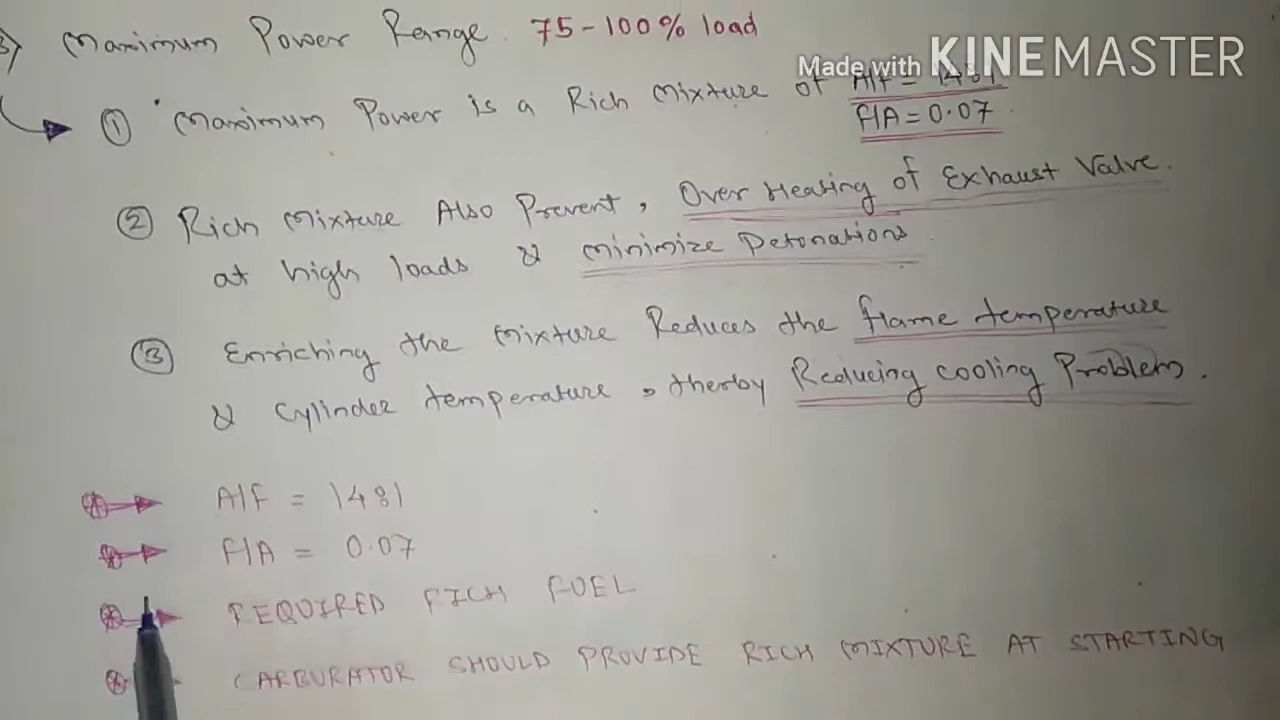 3) Maximum Power Range. 75-100% load
Made with KINEMASTER
① Maximum Power is a Rich Mixture of A/F = 14:1
F/A = 0.07
② Rich Mixture Also Prevent, Over Heating of Exhaust Valve.
at high loads & minimize Detonations
③ Enriching the Mixture Reduces the flame temperature
& Cylinder temperature, therby Reducing cooling Problem.
A/F = 14:1
F/A = 0.07
REQUIRED RICH FUEL
CARBURATOR SHOULD PROVIDE RICH MIXTURE AT STARTING